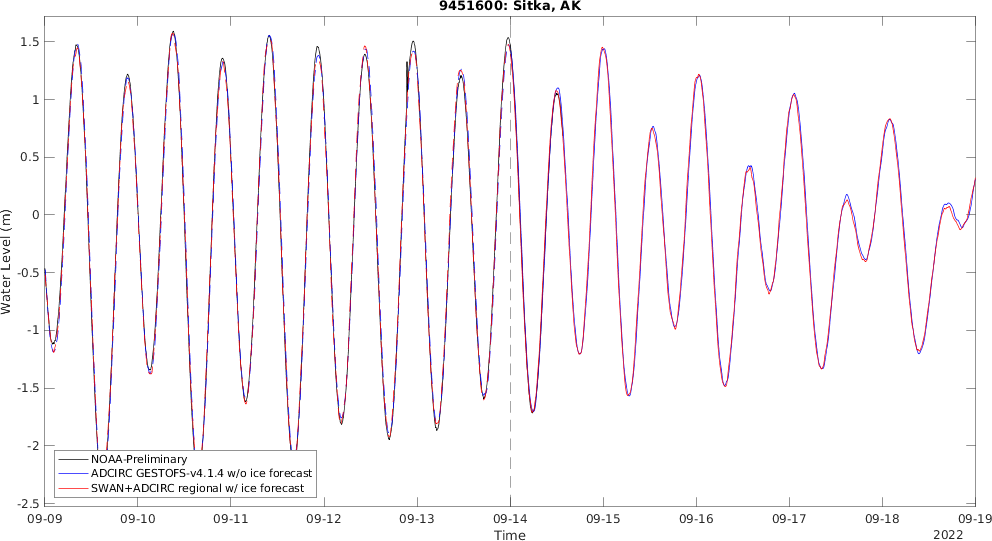 9451600: Sitka, AK
Water Level (m)
1.5
1
0.5
0
-0.5
-1
-1.5
-2
-2.5
NOAA-Preliminary
ADCIRC GESTOFS-v4.1.4 w/o ice forecast
SWAN+ADCIRC regional w/ ice forecast
09-09 09-10 09-11 09-12 09-13 09-14 09-15 09-16 09-17 09-18 09-19
Time
2022